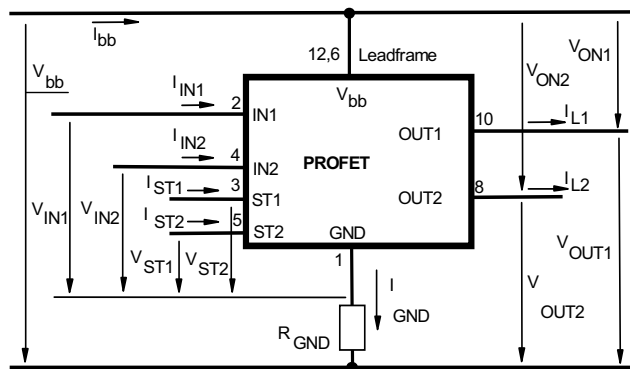 I bb
V bb
12,6 Leadframe
V ON1
V ON2
I IN1
V bb
2
IN1
10
I L1
OUT1
I IN2
4
IN2
PROFET
I ST1
3
ST1
OUT2
8
I L2
I ST2
5
ST2
GND
V IN1
V IN2
V ST1
V ST2
1
V OUT1
I GND
V OUT2
R GND